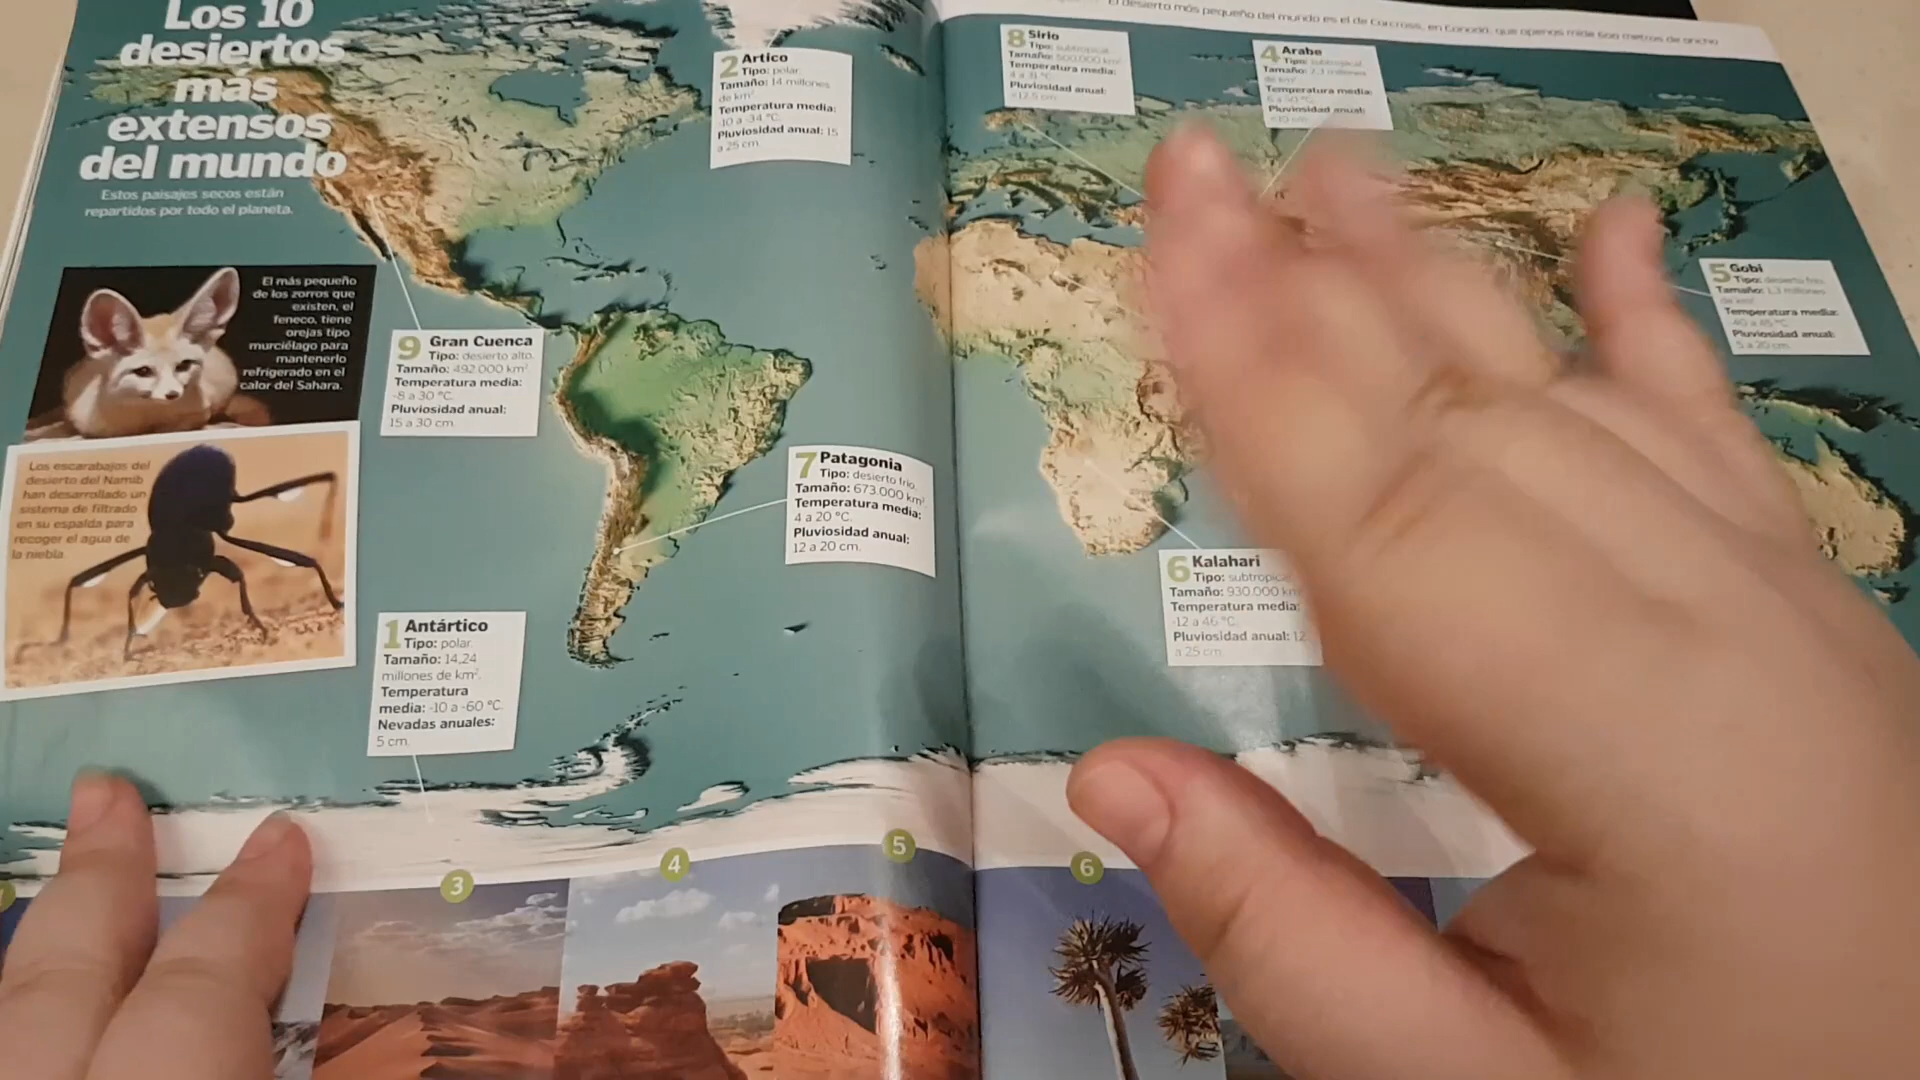 El desierto más pequeño del mundo es el de Carcross, en Canadá, que apenas mide 600 metros de ancho
Los 10
desiertos
más
extensos
del mundo
Estos paisajes secos están
repartidos por todo el planeta.
2 Ártico
Tipo: polar.
Tamaño: 14 millones
de km².
Temperatura media:
-10 a -34 °C.
Pluviosidad anual: 15
a 25 cm.
8 Sirio
Tipo: subtropical.
Tamaño: 500.000 km².
Temperatura media:
Pluviosidad anual:
<12,5 cm.
4 Árabe
Tipo: subtropical.
Tamaño: 2,3 millones
de km².
Temperatura media:
Pluviosidad anual:
5 Gobi
Tipo: desierto frío.
Tamaño: 1,3 millones
de km².
Temperatura media:
Pluviosidad anual:
5 a 20 cm.
El más pequeño
de los zorros que
existen, el
feneco, tiene
orejas tipo
murciélago para
mantenerlo
refrigerado en el
calor del Sahara.
9 Gran Cuenca
Tipo: desierto alto.
Tamaño: 492.000 km².
Temperatura media:
-8 a 30 °C.
Pluviosidad anual:
15 a 30 cm.
Los escarabajos del
desierto del Namib
han desarrollado un
sistema de filtrado
en su espalda para
recoger el agua de
la niebla.
7 Patagonia
Tipo: desierto frío.
Tamaño: 673.000 km².
Temperatura media:
4 a 20 °C.
Pluviosidad anual:
12 a 20 cm.
6 Kalahari
Tipo: subtropical
Tamaño: 930.000 km
Temperatura media:
-12 a 46 °C.
Pluviosidad anual: 12
a 25 cm.
1 Antártico
Tipo: polar.
Tamaño: 14,24
millones de km².
Temperatura
media: -10 a -60 °C.
Nevadas anuales:
5 cm.
3
4
5
6